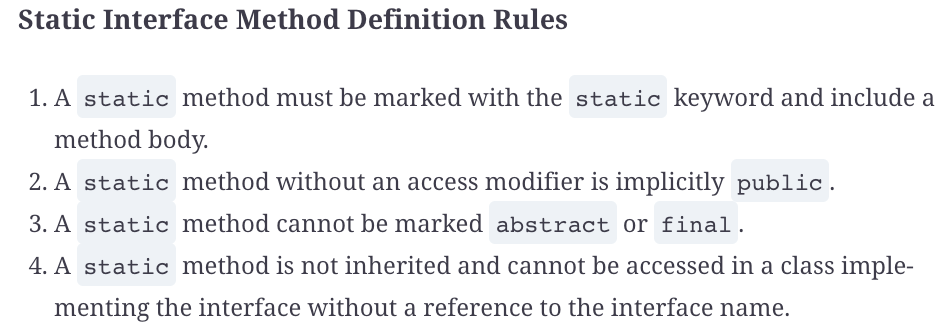 Static Interface Method Definition Rules
1. A static method must be marked with the static keyword and include a
method body.
2. A static method without an access modifier is implicitly public.
3. A static method cannot be marked abstract or final.
4. A static method is not inherited and cannot be accessed in a class imple-
menting the interface without a reference to the interface name.